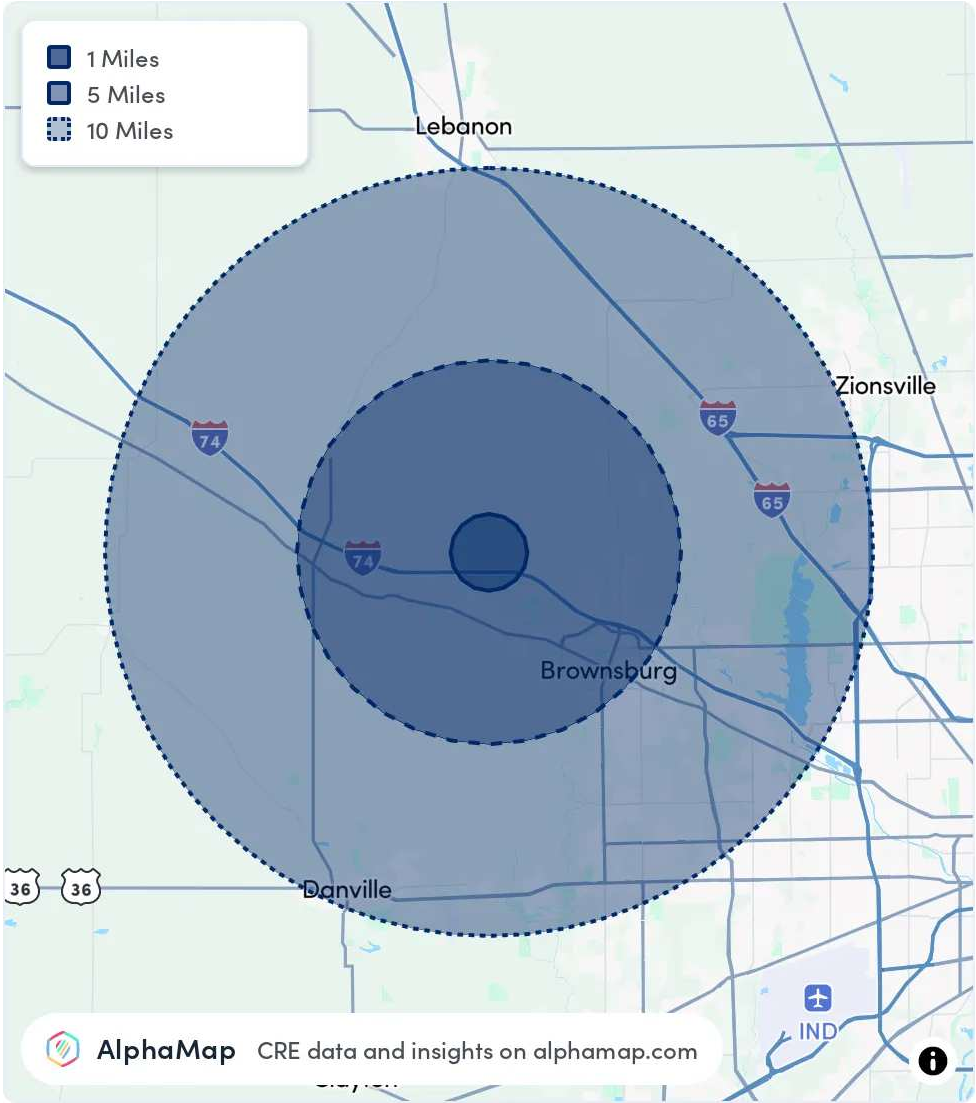 1 Miles
5 Miles
10 Miles
Lebanon
Zionsville
65
74
65
74
Brownsburg
36
36
Danville
IND
AlphaMap CRE data and insights on alphamap.com